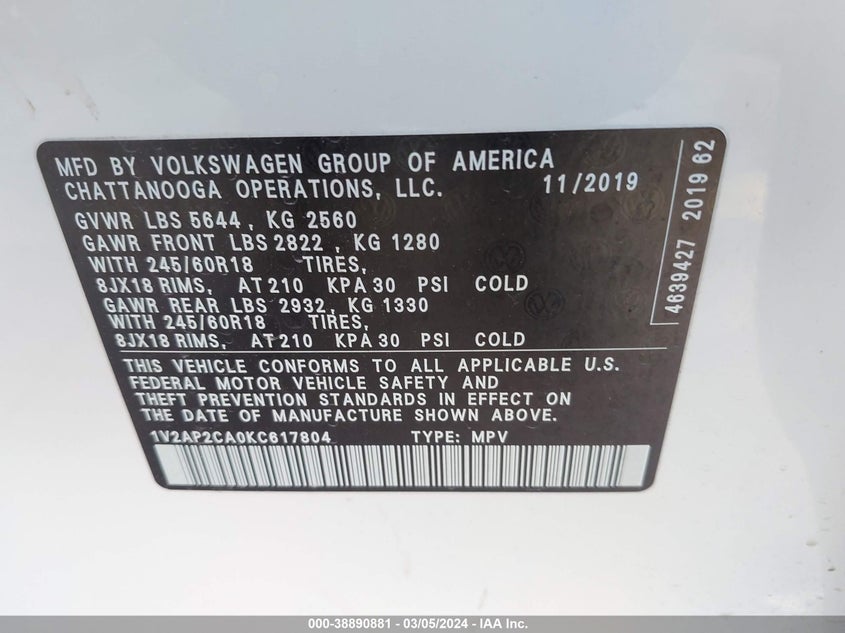 MFD BY VOLKSWAGEN GROUP OF AMERICA
CHATTANOOGA OPERATIONS, LLC. 11/2019
GVWR LBS 5644 , KG 2560
GAWR FRONT LBS 2822 , KG 1280
WITH 245/60R18 TIRES,
8JX18 RIMS, AT 210 KPA 30 PSI COLD
GAWR REAR LBS 2932, KG 1330
WITH 245/60R18 TIRES,
8JX18 RIMS, AT 210 KPA 30 PSI COLD
THIS VEHICLE CONFORMS TO ALL APPLICABLE U.S.
FEDERAL MOTOR VEHICLE SAFETY AND
THEFT PREVENTION STANDARDS IN EFFECT ON
THE DATE OF MANUFACTURE SHOWN ABOVE.
1V2AP2CA0KC617804 TYPE: MPV
4639427 2019 62
000-38890881 - 03/05/2024 - IAA Inc.